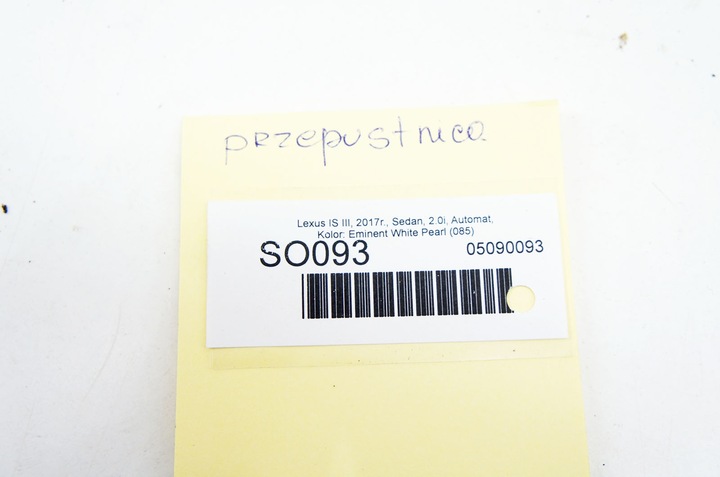 przepustnica
Lexus IS III, 2017r., Sedan, 2.0i, Automat,
Kolor: Eminent White Pearl (085)
SO093 05090093